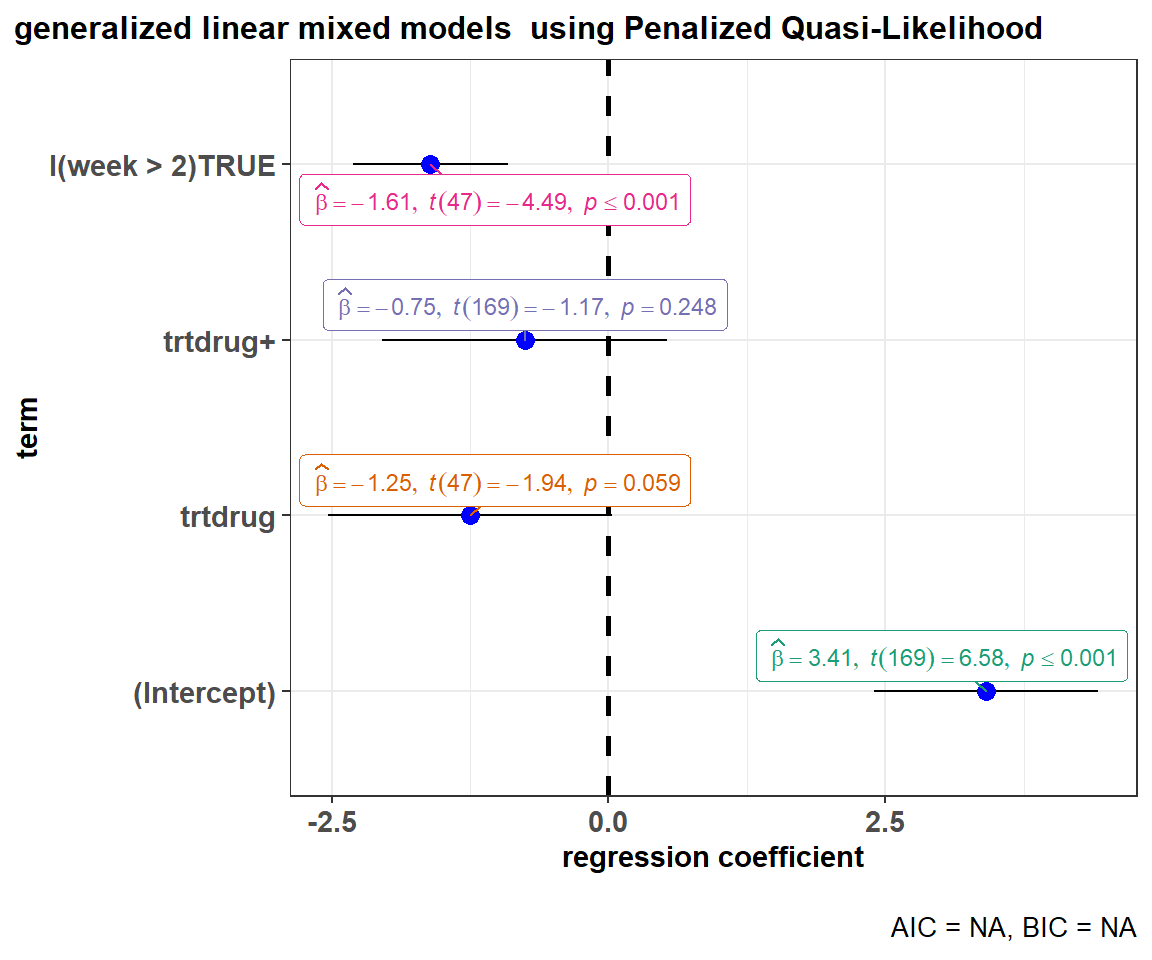 generalized linear mixed models  using Penalized Quasi-Likelihood
I(week > 2)TRUE
β̂ = −1.61, t(47) = −4.49, p ≤ 0.001
β̂ = −0.75, t(169) = −1.17, p = 0.248
trtdrug+
β̂ = −1.25, t(47) = −1.94, p = 0.059
trtdrug
β̂ = 3.41, t(169) = 6.58, p ≤ 0.001
(Intercept)
term
-2.5 0.0 2.5
regression coefficient
AIC = NA, BIC = NA